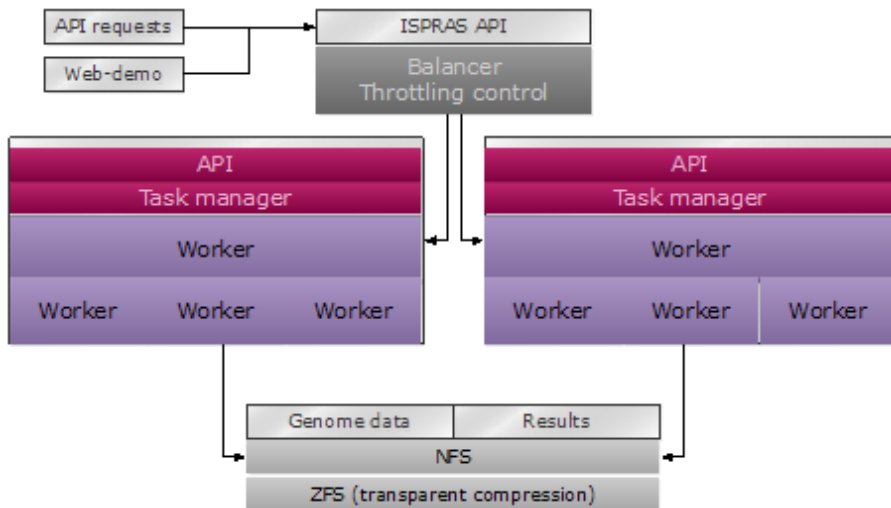 API requests
ISPRAS API
Web-demo
Balancer
Throttling control
API
API
Task manager
Task manager
Worker
Worker
Worker Worker Worker
Worker Worker Worker
Genome data
Results
NFS
ZFS (transparent compression)